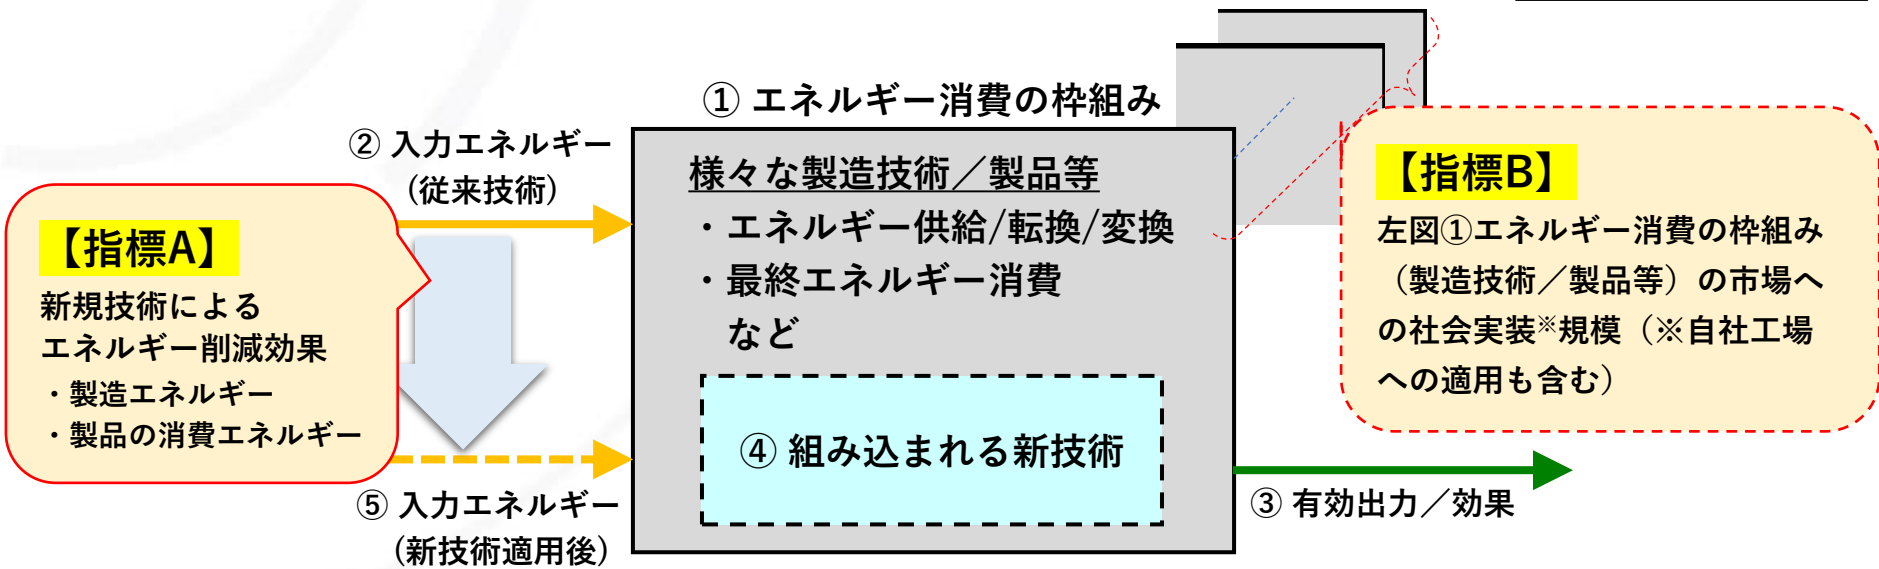 ① エネルギー消費の枠組み
② 入力エネルギー
（従来技術）
【指標A】
新規技術による
エネルギー削減効果
・製造エネルギー
・製品の消費エネルギー
⑤ 入力エネルギー
（新技術適用後）
様々な製造技術／製品等
・エネルギー供給/転換/変換
・最終エネルギー消費
など
④ 組み込まれる新技術
【指標B】
左図①エネルギー消費の枠組み
（製造技術／製品等）の市場へ
の社会実装※規模（※自社工場
への適用も含む）
③ 有効出力／効果